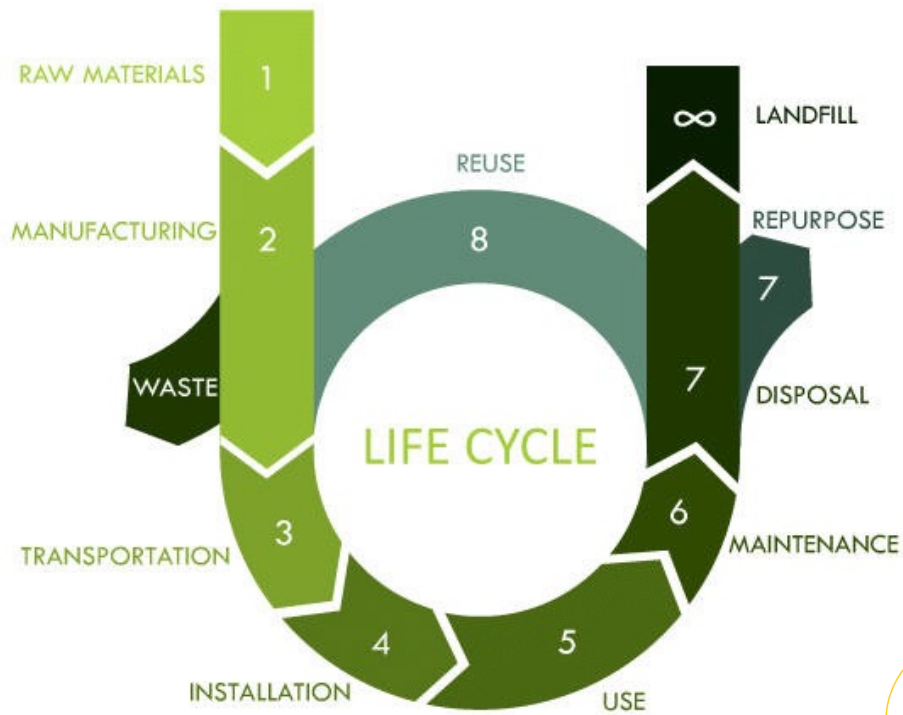 RAW MATERIALS
1
MANUFACTURING
2
WASTE
3
TRANSPORTATION
4
INSTALLATION
5
USE
6
MAINTENANCE
7
DISPOSAL
7
REPURPOSE
∞
LANDFILL
REUSE
8
LIFE CYCLE